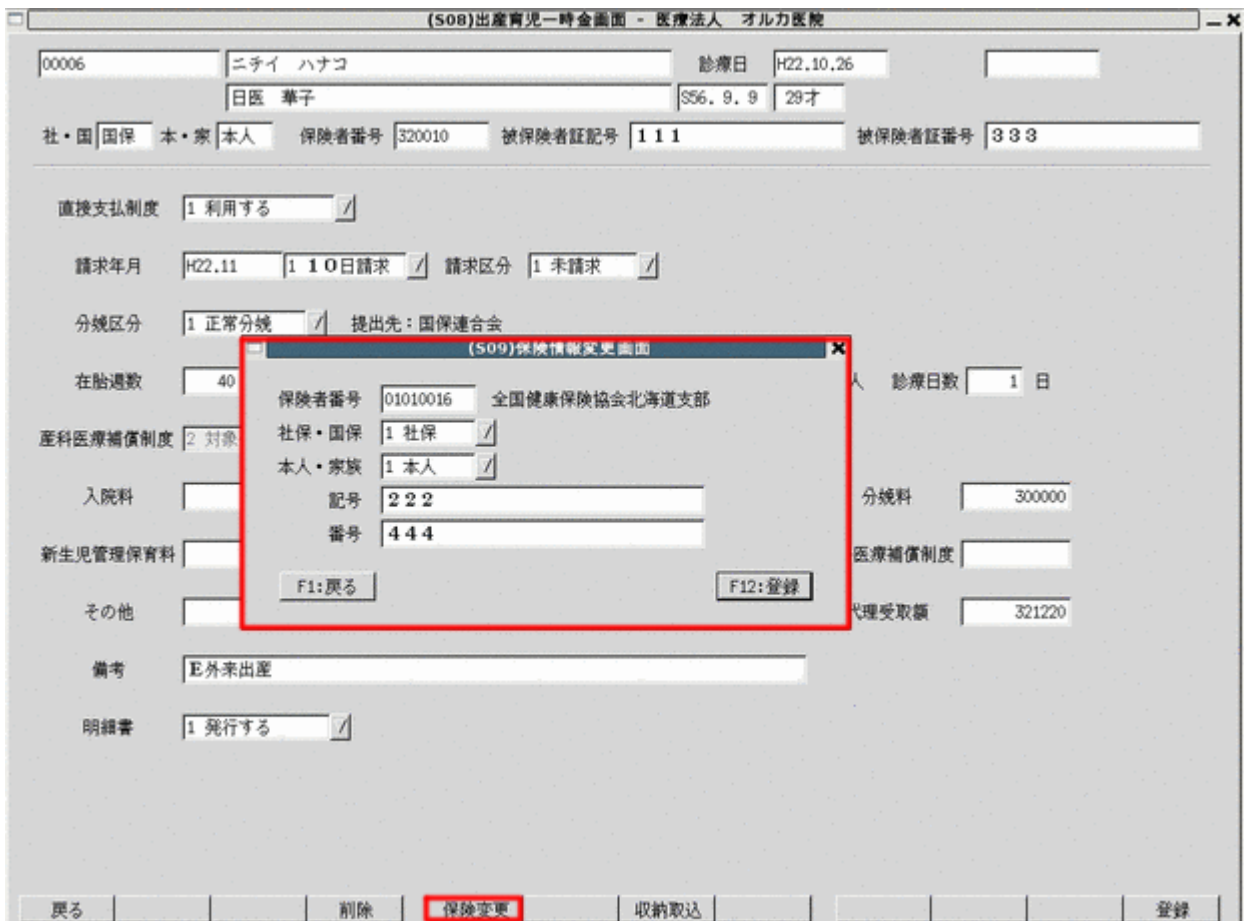 (S08)出産育児一時金画面 - 医療法人 オルカ医院
00006 ニチイ ハナコ 診療日 H22.10.26
日医 華子 S56. 9. 9 29才
社・国 国保 本・家 本人 保険者番号 320010 被保険者証記号 111 被保険者証番号 333
直接支払制度 1 利用する
請求年月 H22.11 1 10日請求 請求区分 1 未請求
分娩区分 1 正常分娩 提出先:国保連合会
(S09)保険情報変更画面
在胎週数 40 人 診療日数 1 日
保険者番号 01010016 全国健康保険協会北海道支部
社保・国保 1 社保
産科医療補償制度 2 対象
本人・家族 1 本人
入院料 分娩料 300000
記号 222
番号 444
新生児管理保育料 医療補償制度
F1:戻る F12:登録
その他 代理受取額 321220
備考 E外来出産
明細書 1 発行する
戻る 削除 保険変更 収納取込 登録